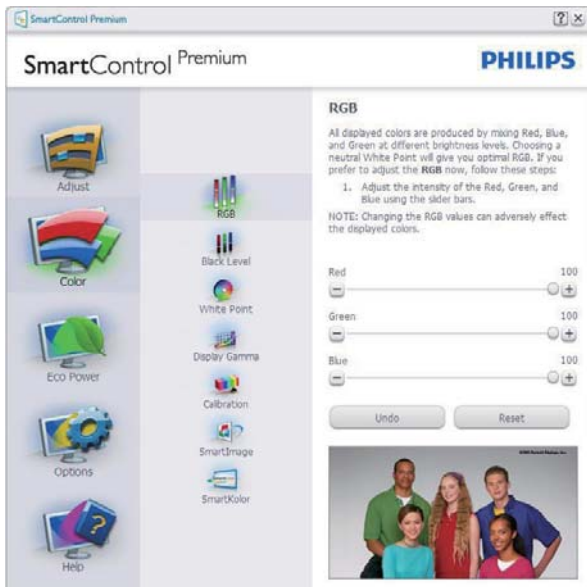 SmartControl Premium
? ×
SmartControl Premium
PHILIPS
Adjust
Color
Eco Power
Options
Help
RGB
Black Level
White Point
Display Gamma
Calibration
SmartImage
SmartKolor
RGB
All displayed colors are produced by mixing Red, Blue,
and Green at different brightness levels. Choosing a
neutral White Point will give you optimal RGB. If you
prefer to adjust the RGB now, follow these steps:
1. Adjust the intensity of the Red, Green, and
Blue using the slider bars.
NOTE: Changing the RGB values can adversely effect
the displayed colors.
Red 100
Green 100
Blue 100
Undo Reset